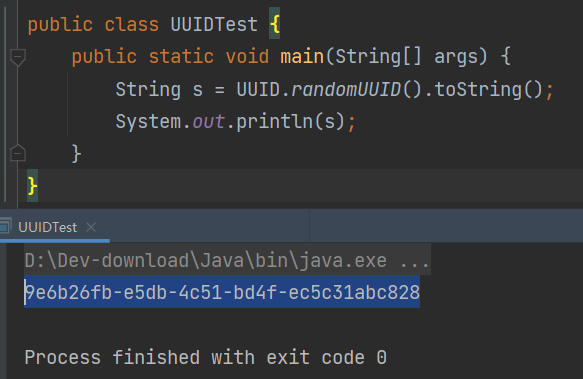 public class UUIDTest {
public static void main(String[] args) {
String s = UUID.randomUUID().toString();
System.out.println(s);
}
}
UUIDTest ×
D:\Dev-download\Java\bin\java.exe ...
9e6b26fb-e5db-4c51-bd4f-ec5c31abc828
Process finished with exit code 0